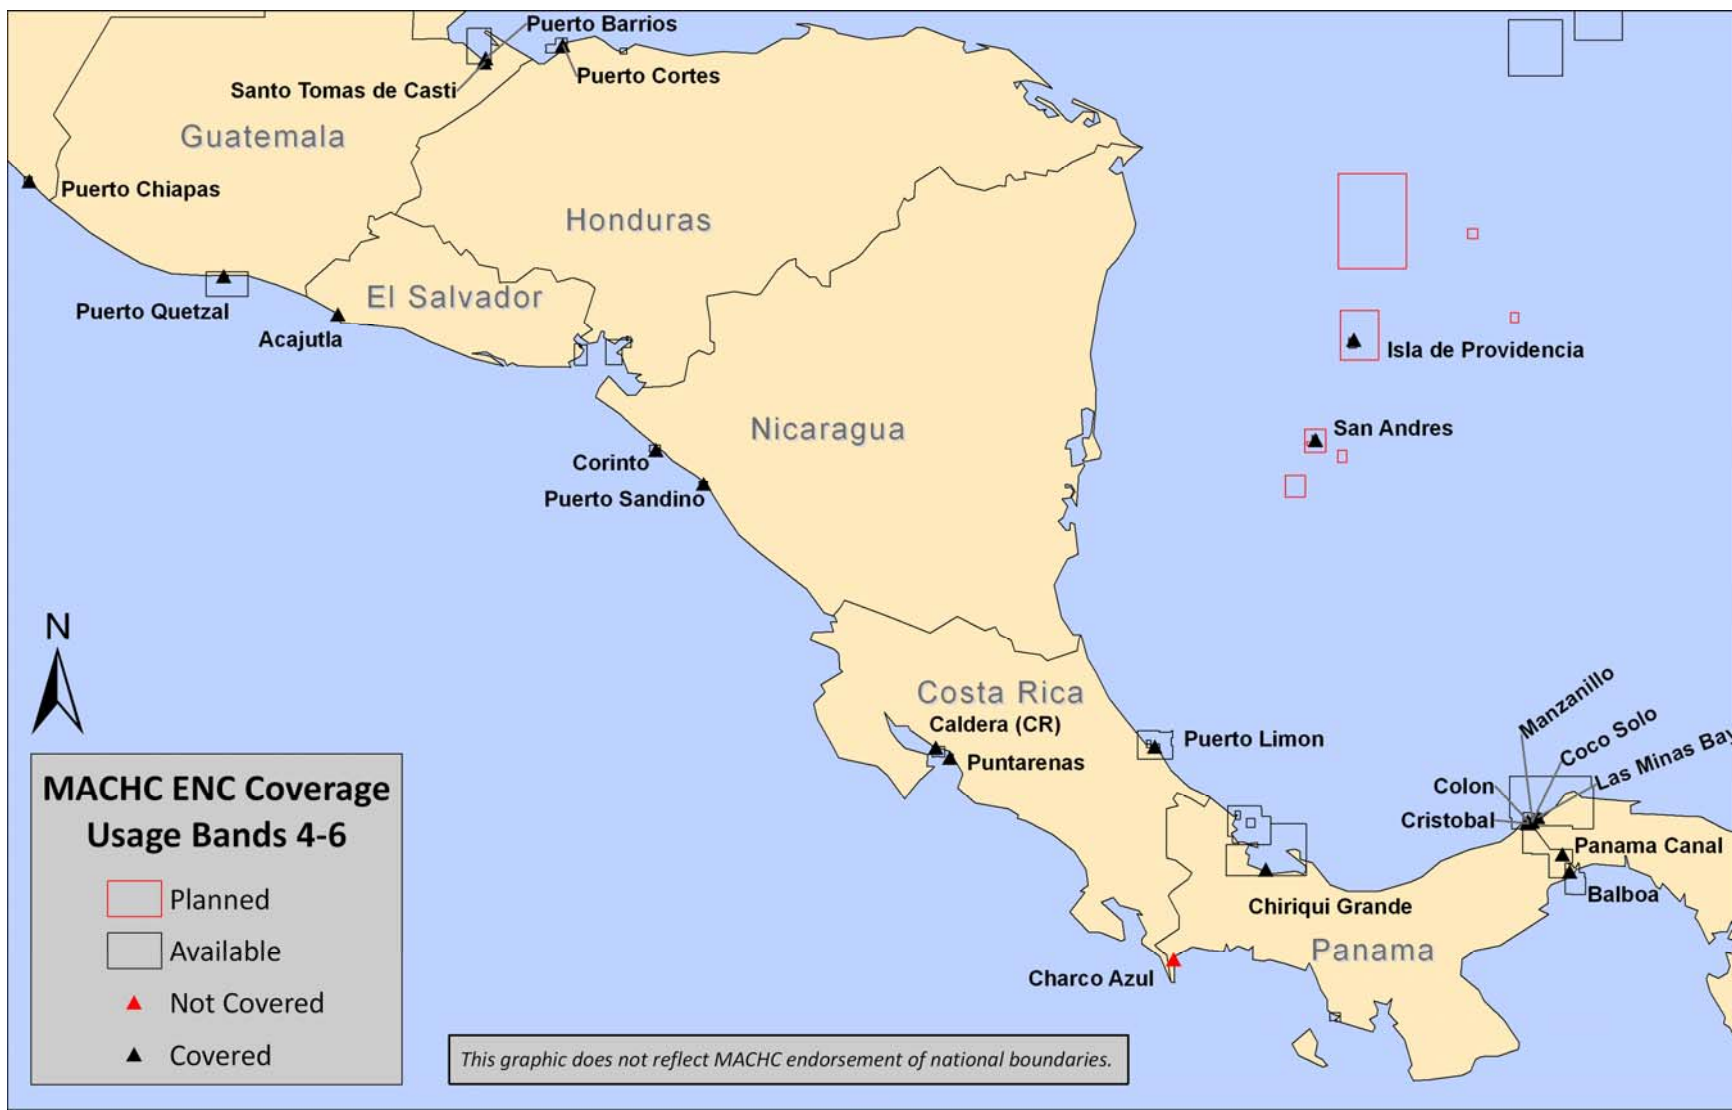 Puerto Barrios
Puerto Cortes
Santo Tomas de Casti
Guatemala
Puerto Chiapas
Honduras
El Salvador
Puerto Quetzal
Acajutla
Isla de Providencia
San Andres
Nicaragua
Corinto
Puerto Sandino
N
Costa Rica
Caldera (CR)
Puntarenas
Puerto Limon
Manzanillo
Coco Solo
Las Minas Bay
Colon
Cristobal
Panama Canal
Balboa
Chiriqui Grande
Panama
Charco Azul
MACHC ENC Coverage
Usage Bands 4-6
Planned
Available
Not Covered
Covered
This graphic does not reflect MACHC endorsement of national boundaries.